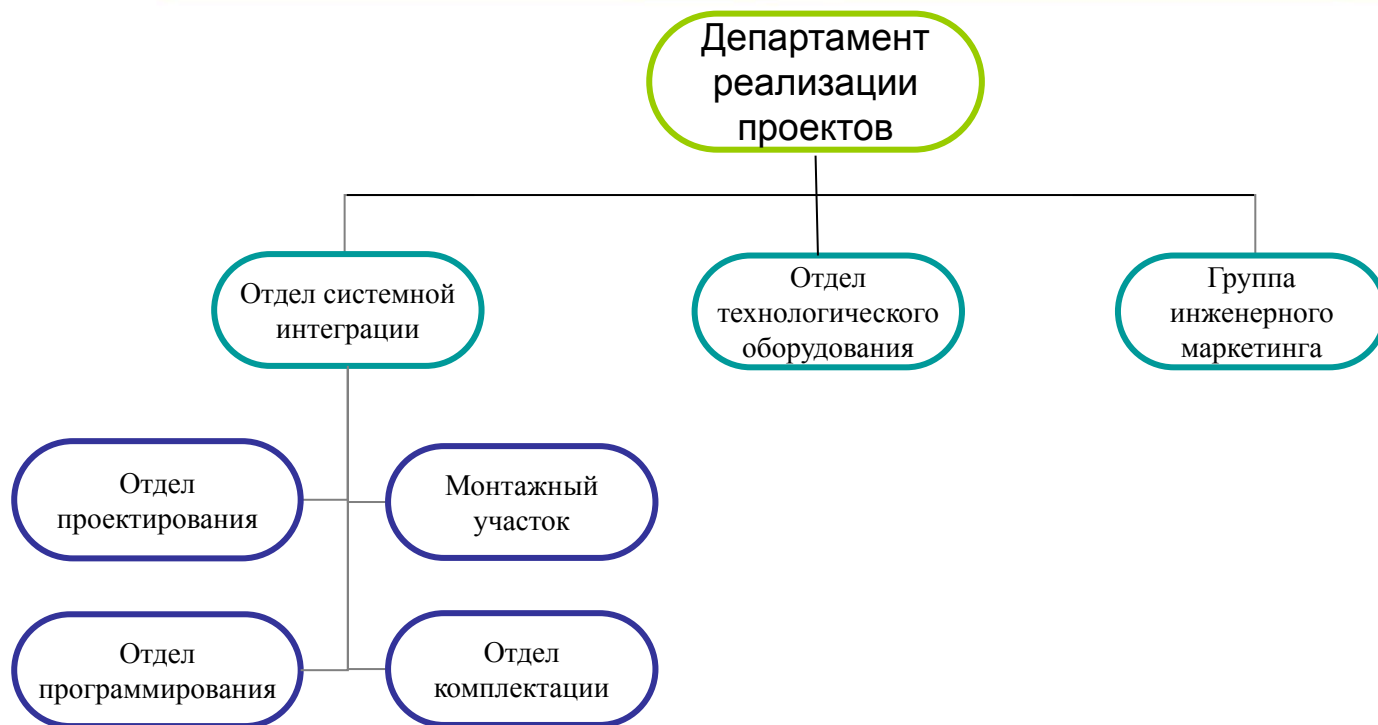 Департамент
реализации
проектов
Отдел системной
интеграции
Отдел
технологического
оборудования
Группа
инженерного
маркетинга
Отдел
проектирования
Монтажный
участок
Отдел
программирования
Отдел
комплектации